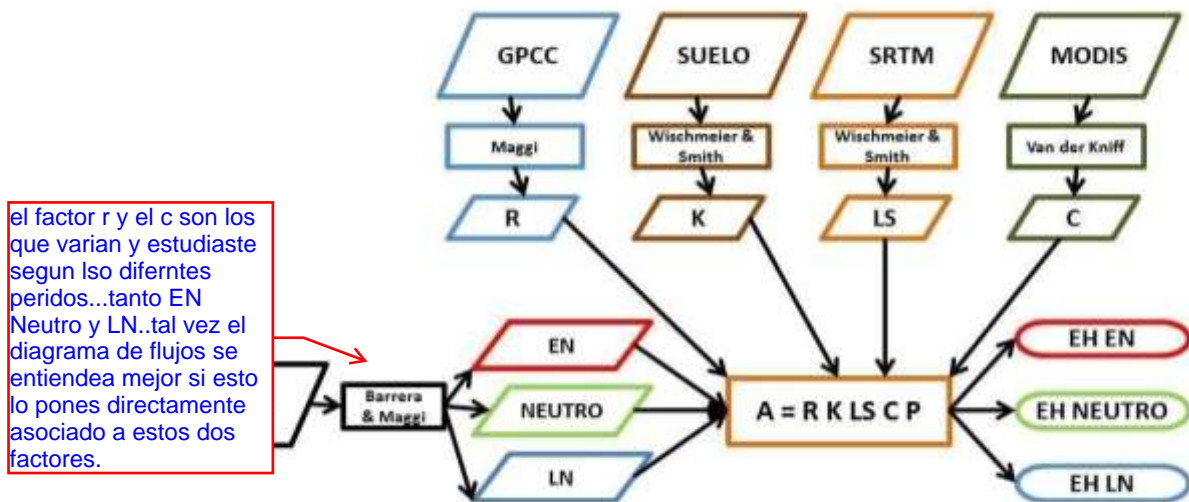 GPCC
SUELO
SRTM
MODIS
Maggi
Wischmeier &
Smith
Wischmeier &
Smith
Van der Kniff
R
K
LS
C
el factor r y el c son los
que varian y estudiaste
segun lso diferntes
peridos...tanto EN
Neutro y LN..tal vez el
diagrama de flujos se
entiendea mejor si esto
lo pones directamente
asociado a estos dos
factores.
Barrera
& Maggi
EN
NEUTRO
LN
A = R K LS C P
EH EN
EH NEUTRO
EH LN